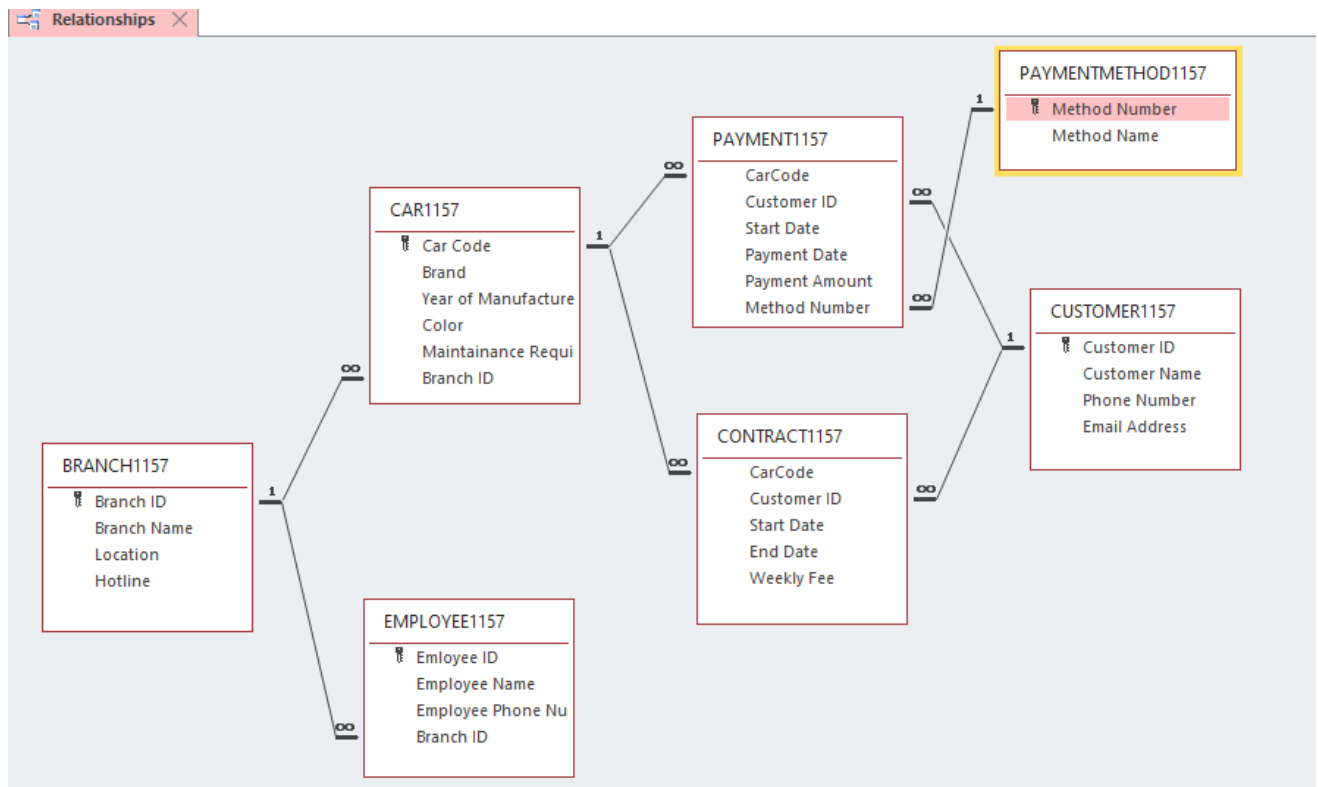 Relationships
PAYMENTMETHOD1157
1
Method Number
Method Name
PAYMENT1157
∞
CarCode
Customer ID
∞
Start Date
Payment Date
Payment Amount
Method Number
∞
CAR1157
1
Car Code
Brand
Year of Manufacture
Color
Maintainance Requi
Branch ID
∞
CUSTOMER1157
1
Customer ID
Customer Name
Phone Number
Email Address
CONTRACT1157
∞
CarCode
Customer ID
∞
Start Date
End Date
Weekly Fee
BRANCH1157
1
Branch ID
Branch Name
Location
Hotline
EMPLOYEE1157
Emloyee ID
Employee Name
Employee Phone Nu
Branch ID
∞